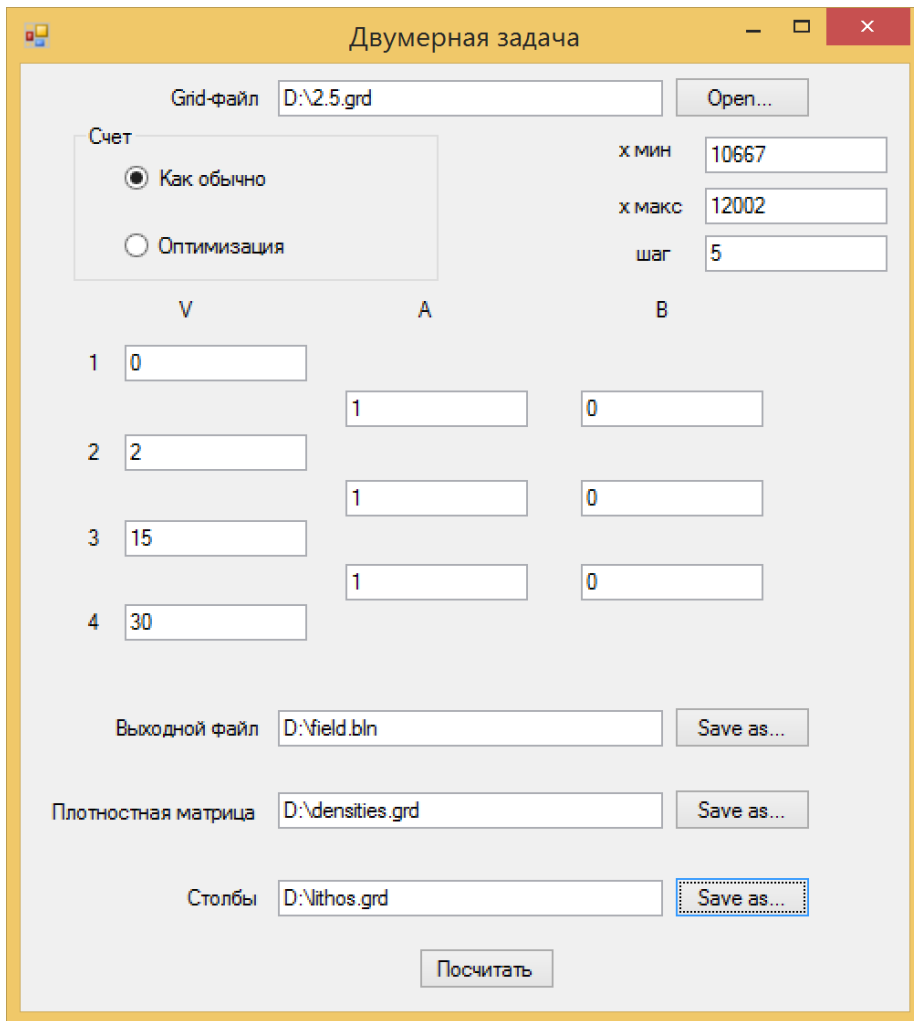 Двумерная задача
Grid-файл D:\2.5.grd Open...
Счет
x мин 10667
Как обычно
x макс 12002
Оптимизация
шаг 5
V A B
1 0
1 0
2 2
1 0
3 15
1 0
4 30
Выходной файл D:\field.bln Save as...
Плотностная матрица D:\densities.grd Save as...
Столбы D:\lithos.grd Save as...
Посчитать